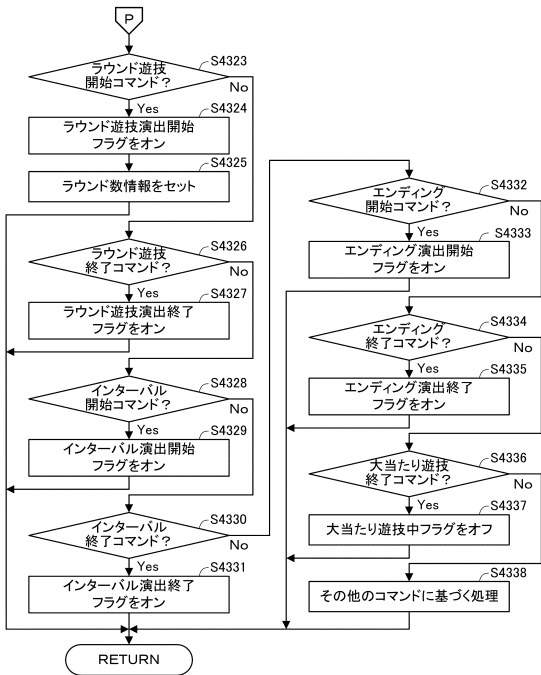 P
S4323
ラウンド遊技
開始コマンド？
No
Yes
S4324
ラウンド遊技演出開始
フラグをオン
S4325
ラウンド数情報をセット
S4326
ラウンド遊技
終了コマンド？
No
Yes
S4327
ラウンド遊技演出終了
フラグをオン
S4328
インターバル
開始コマンド？
No
Yes
S4329
インターバル演出開始
フラグをオン
S4330
インターバル
終了コマンド？
No
Yes
S4331
インターバル演出終了
フラグをオン
RETURN
S4332
エンディング
開始コマンド？
No
Yes
S4333
エンディング演出開始
フラグをオン
S4334
エンディング
終了コマンド？
No
Yes
S4335
エンディング演出終了
フラグをオン
S4336
大当たり遊技
終了コマンド？
No
Yes
S4337
大当たり遊技中フラグをオフ
S4338
その他のコマンドに基づく処理